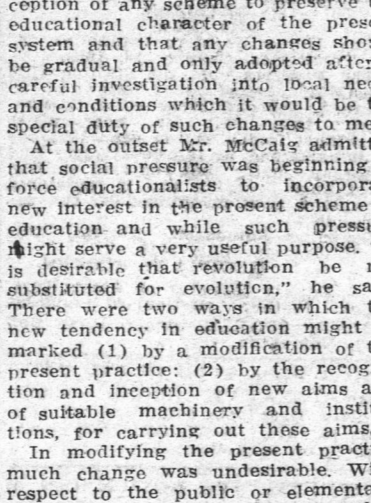 ception of any scheme to preserve t
educational character of the pres
system and that any changes sho
be gradual and only adopted after
careful investigation into local nee
and conditions which it would be t
special duty of such changes to me
At the outset Mr. McCaig admitt
that social pressure was beginning
force educationalists to incorpora
new interest in the present scheme
education and while such pressu
might serve a very useful purpose.
is desirable that revolution be n
substituted for evolution," he sa
There were two ways in which t
new tendency in education might
marked (1) by a modification of t
present practice: (2) by the recog
tion and inception of new aims a
of suitable machinery and instit
tions, for carrying out these aims.
In modifying the present pract
much change was undesirable. Wi
respect to the public or elementa